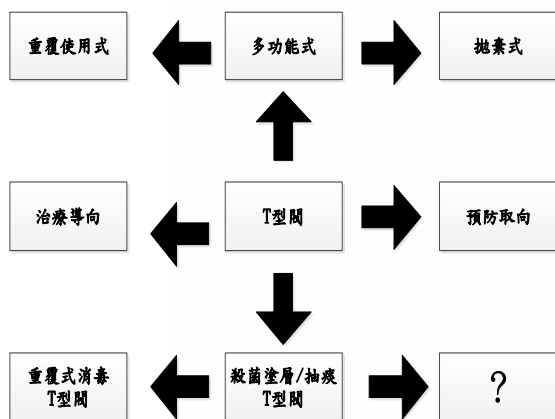 重覆使用式
多功能式
拋棄式
治療導向
T型閥
預防取向
重覆式消毒
T型閥
殺菌塗層/抽痰
T型閥
?